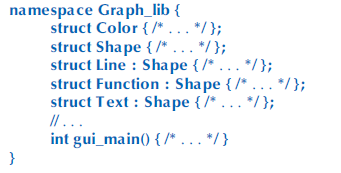 namespace Graph_lib {
struct Color { /* . . . */ };
struct Shape { /* . . . */ };
struct Line : Shape { /* . . . */ };
struct Function : Shape { /* . . . */ };
struct Text : Shape { /* . . . */ };
// . . .
int gui_main() { /* . . . */ }
}